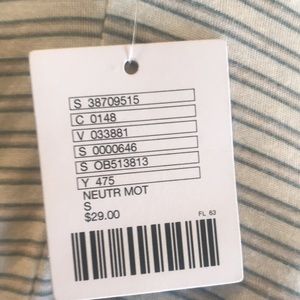 S 38709515
C 0148
V 033881
S 0000646
S OB513813
Y 475
NEUTR MOT
S
$29.00
FL 63